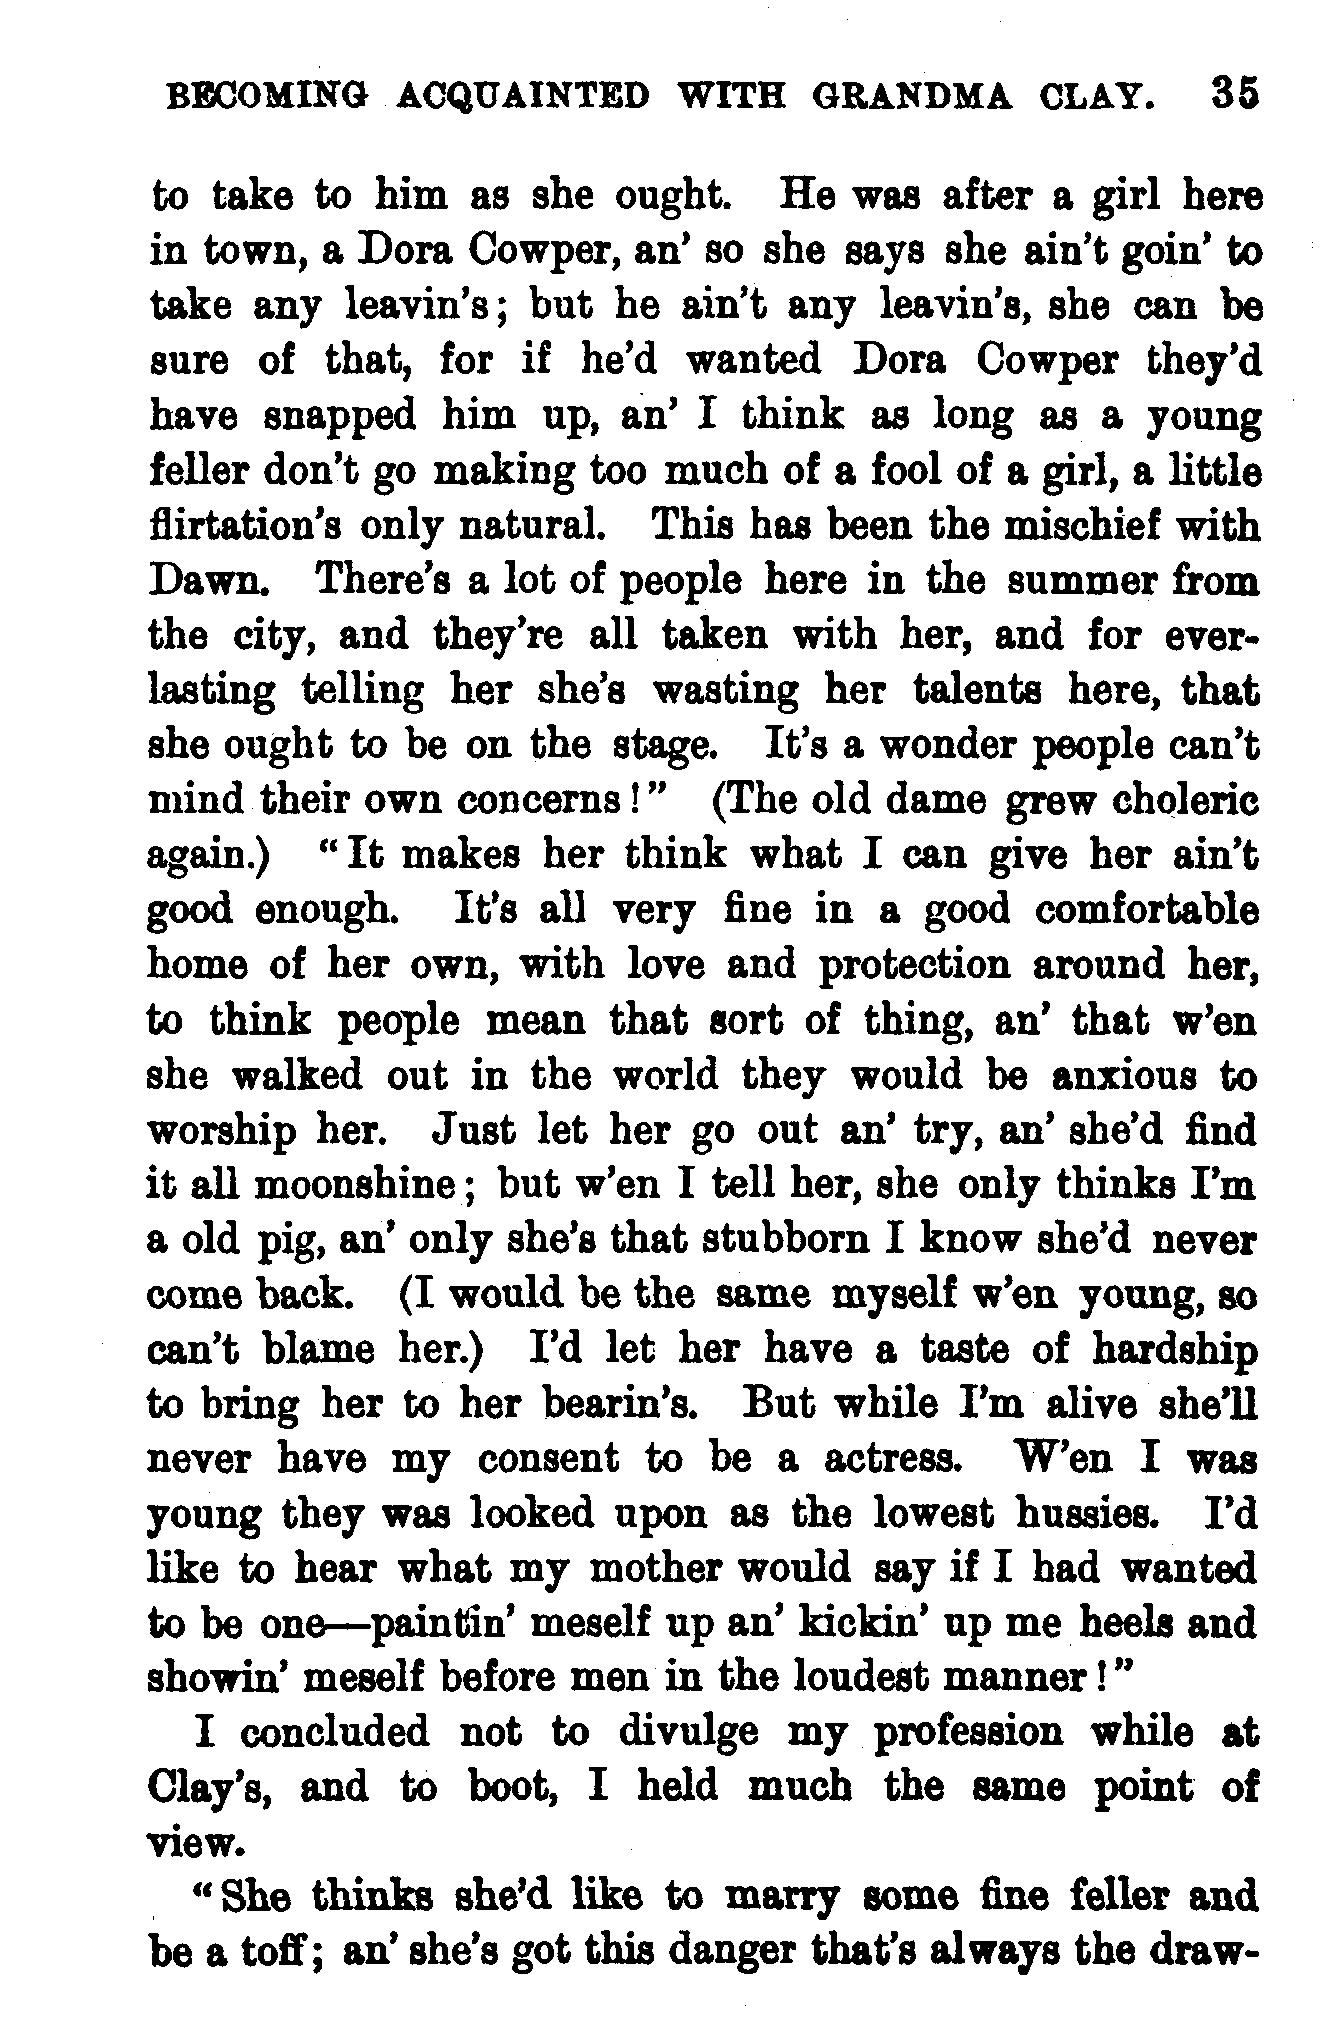 BECOMING ACQUAINTED WITH GRANDMA CLAY. 35
to take to him as she ought. He was after a girl here
in town, a Dora Cowper, an' so she says she ain't goin' to
take any leavin's; but he ain't any leavin's, she can be
sure of that, for if he'd wanted Dora Cowper they'd
have snapped him up, an' I think as long as a young
feller don't go making too much of a fool of a girl, a little
flirtation's only natural. This has been the mischief with
Dawn. There's a lot of people here in the summer from
the city, and they're all taken with her, and for ever-
lasting telling her she's wasting her talents here, that
she ought to be on the stage. It's a wonder people can't
mind their own concerns!" (The old dame grew choleric
again.) "It makes her think what I can give her ain't
good enough. It's all very fine in a good comfortable
home of her own, with love and protection around her,
to think people mean that sort of thing, an' that w'en
she walked out in the world they would be anxious to
worship her. Just let her go out an' try, an' she'd find
it all moonshine; but w'en I tell her, she only thinks I'm
a old pig, an' only she's that stubborn I know she'd never
come back. (I would be the same myself w'en young, so
can't blame her.) I'd let her have a taste of hardship
to bring her to her bearin's. But while I'm alive she'll
never have my consent to be a actress. W'en I was
young they was looked upon as the lowest hussies. I'd
like to hear what my mother would say if I had wanted
to be one—paintin' meself up an' kickin' up me heels and
showin' meself before men in the loudest manner!"
I concluded not to divulge my profession while at
Clay's, and to boot, I held much the same point of
view.
"She thinks she'd like to marry some fine feller and
be a toff; an' she's got this danger that's always the draw-